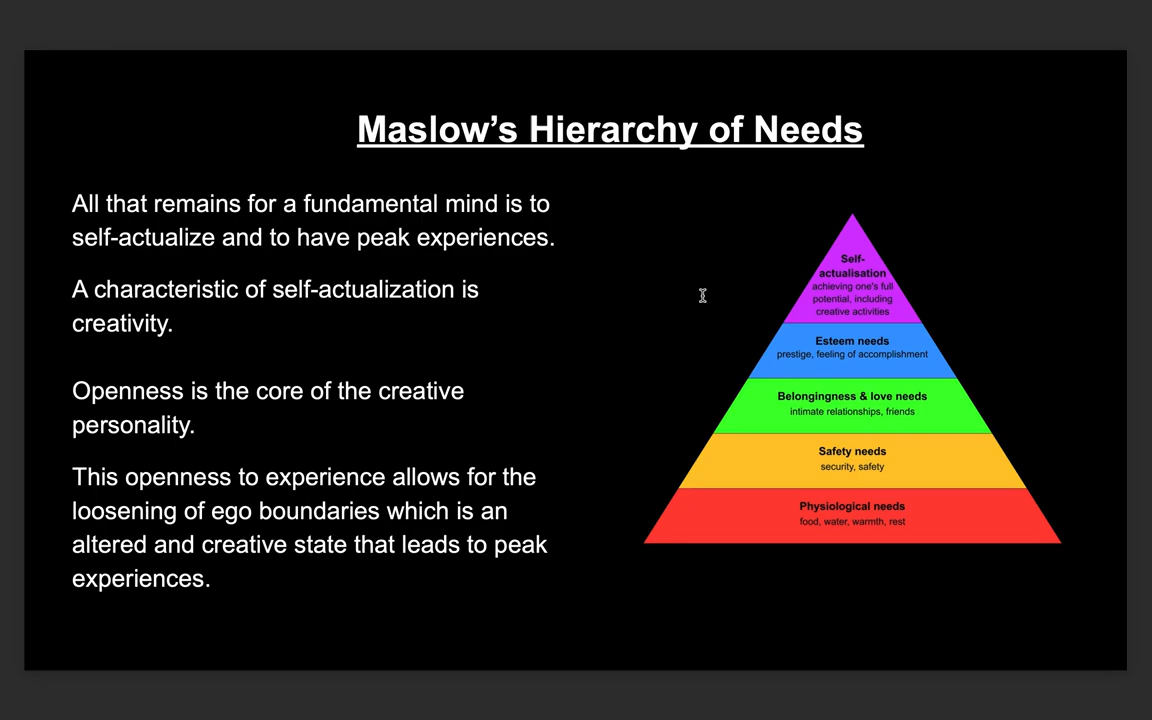 Maslow’s Hierarchy of Needs
All that remains for a fundamental mind is to
self-actualize and to have peak experiences.
A characteristic of self-actualization is
creativity.
Openness is the core of the creative
personality.
This openness to experience allows for the
loosening of ego boundaries which is an
altered and creative state that leads to peak
experiences.
Self-
actualisation
achieving one's full
potential, including
creative activities
Esteem needs
prestige, feeling of accomplishment
Belongingness & love needs
intimate relationships, friends
Safety needs
security, safety
Physiological needs
food, water, warmth, rest